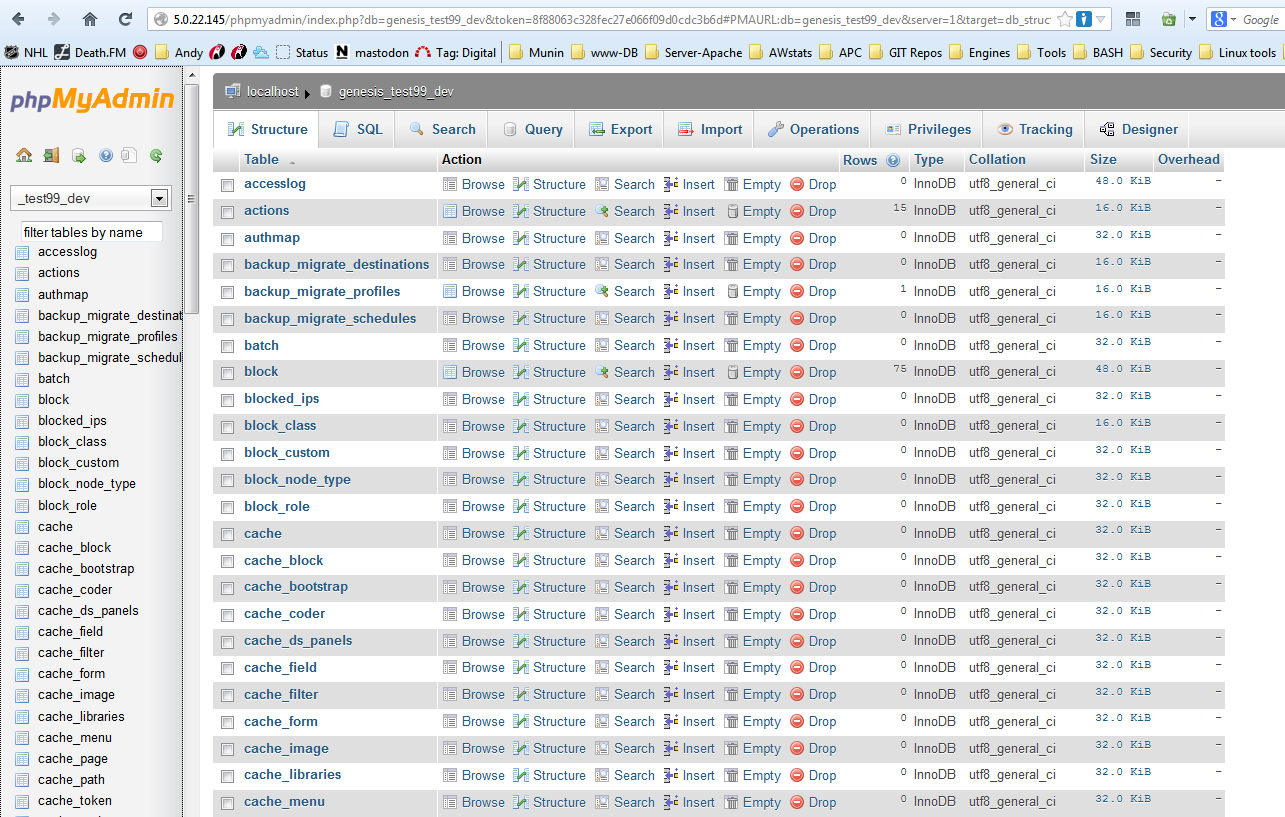 5.0.22.145/phpmyadmin/index.php?db=genesis_test99_dev&token=8f88063c328fec27e066f09d0cdc3b6d#PMAURL:db=genesis_test99_dev&server=1&target=db_struct Google
NHL Death.FM Andy Status mastodon Tag: Digital Munin www-DB Server-Apache AWstats APC GIT Repos Engines Tools BASH Security Linux tools
phpMyAdmin
_test99_dev
filter tables by name
accesslog
actions
authmap
backup_migrate_destinat
backup_migrate_profiles
backup_migrate_schedul
batch
block
blocked_ips
block_class
block_custom
block_node_type
block_role
cache
cache_block
cache_bootstrap
cache_coder
cache_ds_panels
cache_field
cache_filter
cache_form
cache_image
cache_libraries
cache_menu
cache_page
cache_path
cache_token
localhost genesis_test99_dev
Structure SQL Search Query Export Import Operations Privileges Tracking Designer
Table Action Rows Type Collation Size Overhead
accesslog Browse Structure Search Insert Empty Drop 0 InnoDB utf8_general_ci 48.0 KiB -
actions Browse Structure Search Insert Empty Drop 15 InnoDB utf8_general_ci 16.0 KiB -
authmap Browse Structure Search Insert Empty Drop 0 InnoDB utf8_general_ci 32.0 KiB -
backup_migrate_destinations Browse Structure Search Insert Empty Drop 0 InnoDB utf8_general_ci 16.0 KiB -
backup_migrate_profiles Browse Structure Search Insert Empty Drop 1 InnoDB utf8_general_ci 16.0 KiB -
backup_migrate_schedules Browse Structure Search Insert Empty Drop 0 InnoDB utf8_general_ci 16.0 KiB -
batch Browse Structure Search Insert Empty Drop 0 InnoDB utf8_general_ci 32.0 KiB -
block Browse Structure Search Insert Empty Drop 75 InnoDB utf8_general_ci 48.0 KiB -
blocked_ips Browse Structure Search Insert Empty Drop 0 InnoDB utf8_general_ci 32.0 KiB -
block_class Browse Structure Search Insert Empty Drop 0 InnoDB utf8_general_ci 16.0 KiB -
block_custom Browse Structure Search Insert Empty Drop 0 InnoDB utf8_general_ci 32.0 KiB -
block_node_type Browse Structure Search Insert Empty Drop 0 InnoDB utf8_general_ci 32.0 KiB -
block_role Browse Structure Search Insert Empty Drop 0 InnoDB utf8_general_ci 32.0 KiB -
cache Browse Structure Search Insert Empty Drop 0 InnoDB utf8_general_ci 32.0 KiB -
cache_block Browse Structure Search Insert Empty Drop 0 InnoDB utf8_general_ci 32.0 KiB -
cache_bootstrap Browse Structure Search Insert Empty Drop 0 InnoDB utf8_general_ci 32.0 KiB -
cache_coder Browse Structure Search Insert Empty Drop 0 InnoDB utf8_general_ci 32.0 KiB -
cache_ds_panels Browse Structure Search Insert Empty Drop 0 InnoDB utf8_general_ci 32.0 KiB -
cache_field Browse Structure Search Insert Empty Drop 0 InnoDB utf8_general_ci 32.0 KiB -
cache_filter Browse Structure Search Insert Empty Drop 0 InnoDB utf8_general_ci 32.0 KiB -
cache_form Browse Structure Search Insert Empty Drop 0 InnoDB utf8_general_ci 32.0 KiB -
cache_image Browse Structure Search Insert Empty Drop 0 InnoDB utf8_general_ci 32.0 KiB -
cache_libraries Browse Structure Search Insert Empty Drop 0 InnoDB utf8_general_ci 32.0 KiB -
cache_menu Browse Structure Search Insert Empty Drop 0 InnoDB utf8_general_ci 32.0 KiB -